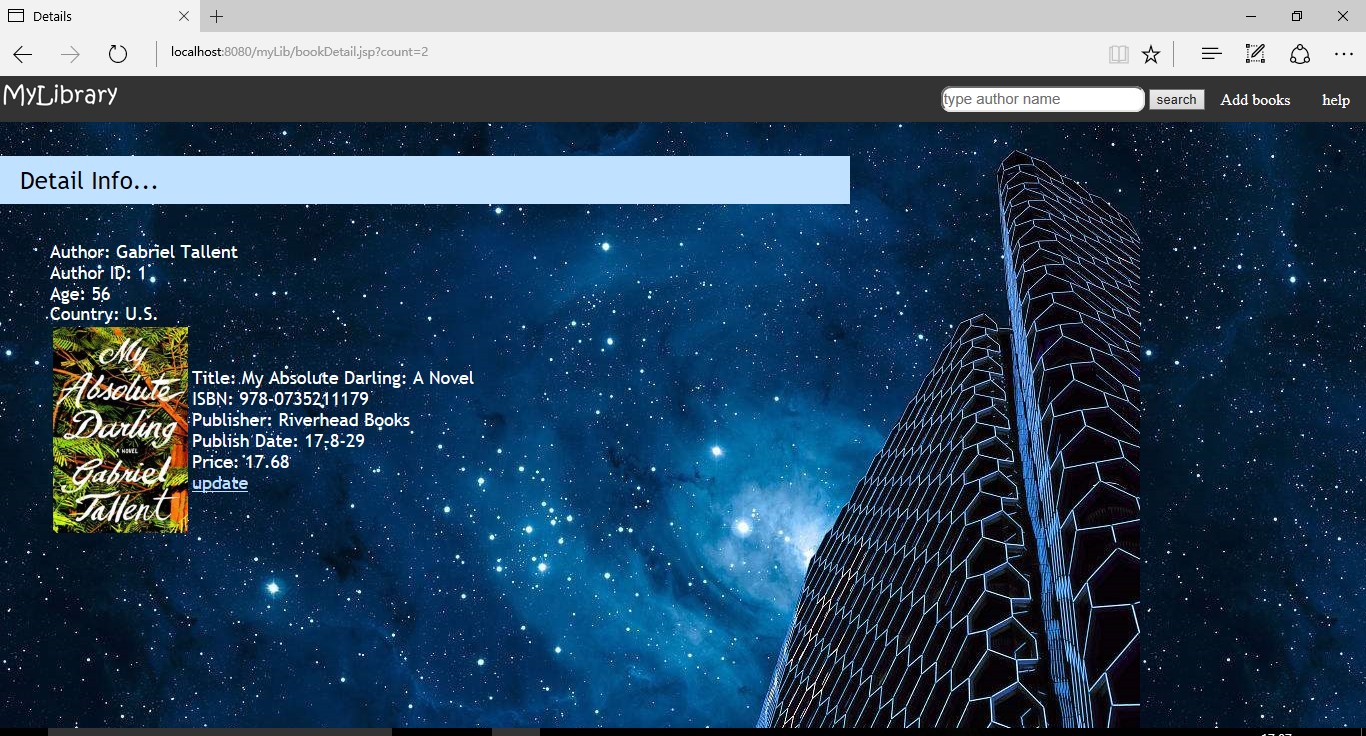 Details
localhost:8080/myLib/bookDetail.jsp?count=2
MyLibrary
type author name search Add books help
Detail Info...
Author: Gabriel Tallent
Author ID: 1
Age: 56
Country: U.S.
My
Absolute
Darling
A NOVEL
Gabriel
Tallent
Title: My Absolute Darling: A Novel
ISBN: 978-0735211179
Publisher: Riverhead Books
Publish Date: 17-8-29
Price: 17.68
update